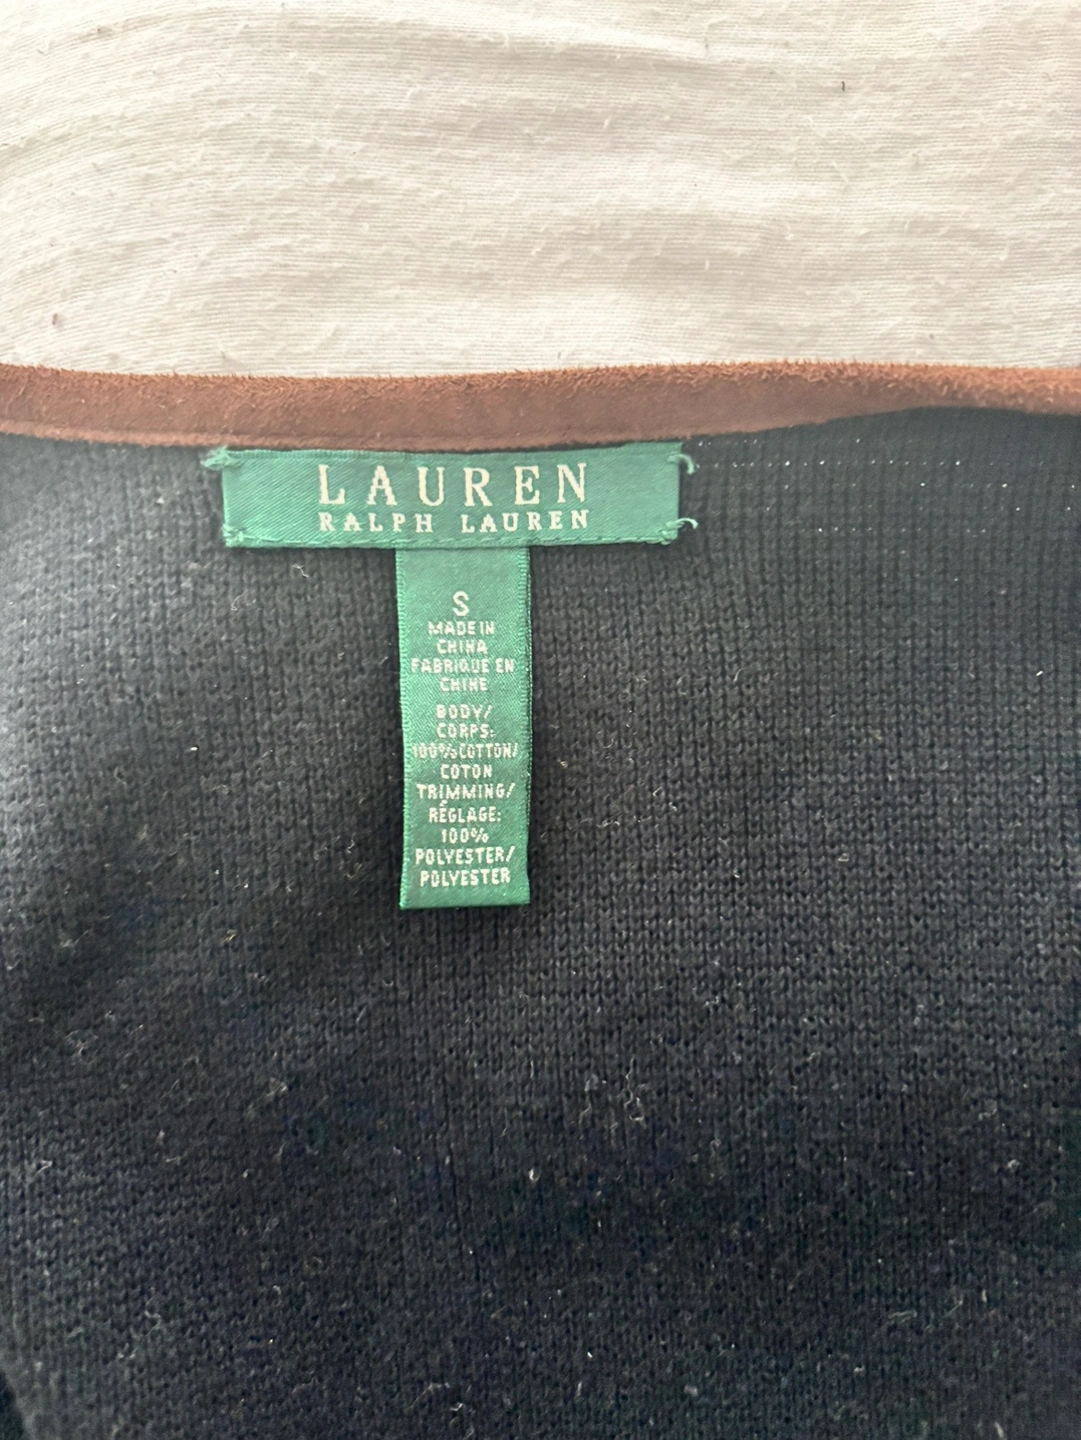 LAUREN
RALPH LAUREN
S
MADE IN
CHINA
FABRIQUE EN
CHINE
BODY/
CORPS:
100%COTTON/
COTON
TRIMMING/
RÉGLAGE:
100%
POLYESTER/
POLYESTER